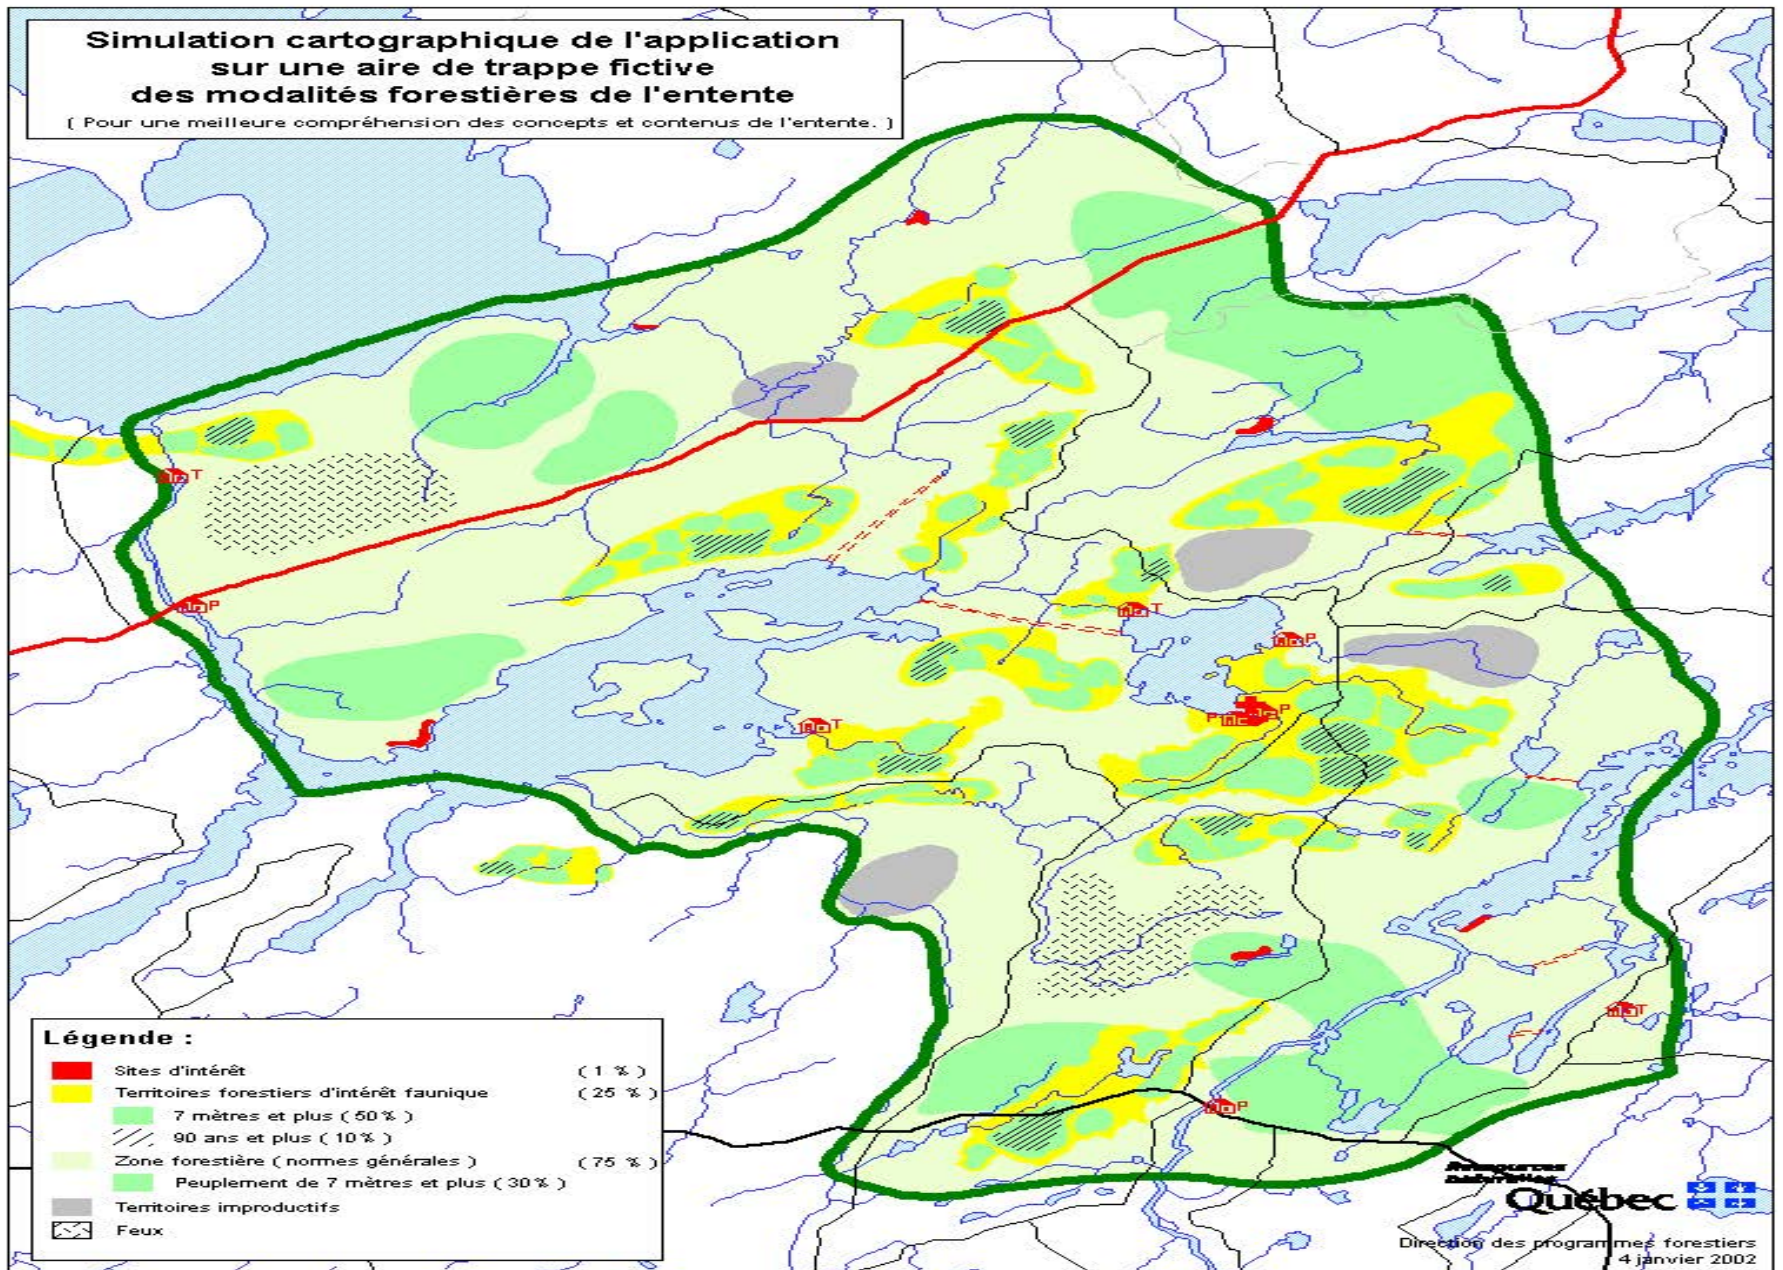 Simulation cartographique de l'application
sur une aire de trappe fictive
des modalités forestières de l'entente
( Pour une meilleure compréhension des concepts et contenus de l'entente. )
T
P
T
P
P
P
T
T
P
Légende :
Sites d'intérêt ( 1 % )
Territoires forestiers d'intérêt faunique ( 25 % )
7 mètres et plus ( 50 % )
90 ans et plus ( 10 % )
Zone forestière ( normes générales ) ( 75 % )
Peuplement de 7 mètres et plus ( 30 % )
Territoires improductifs
Feux
Ressources
naturelles
Québec
Direction des programmes forestiers
4 janvier 2002